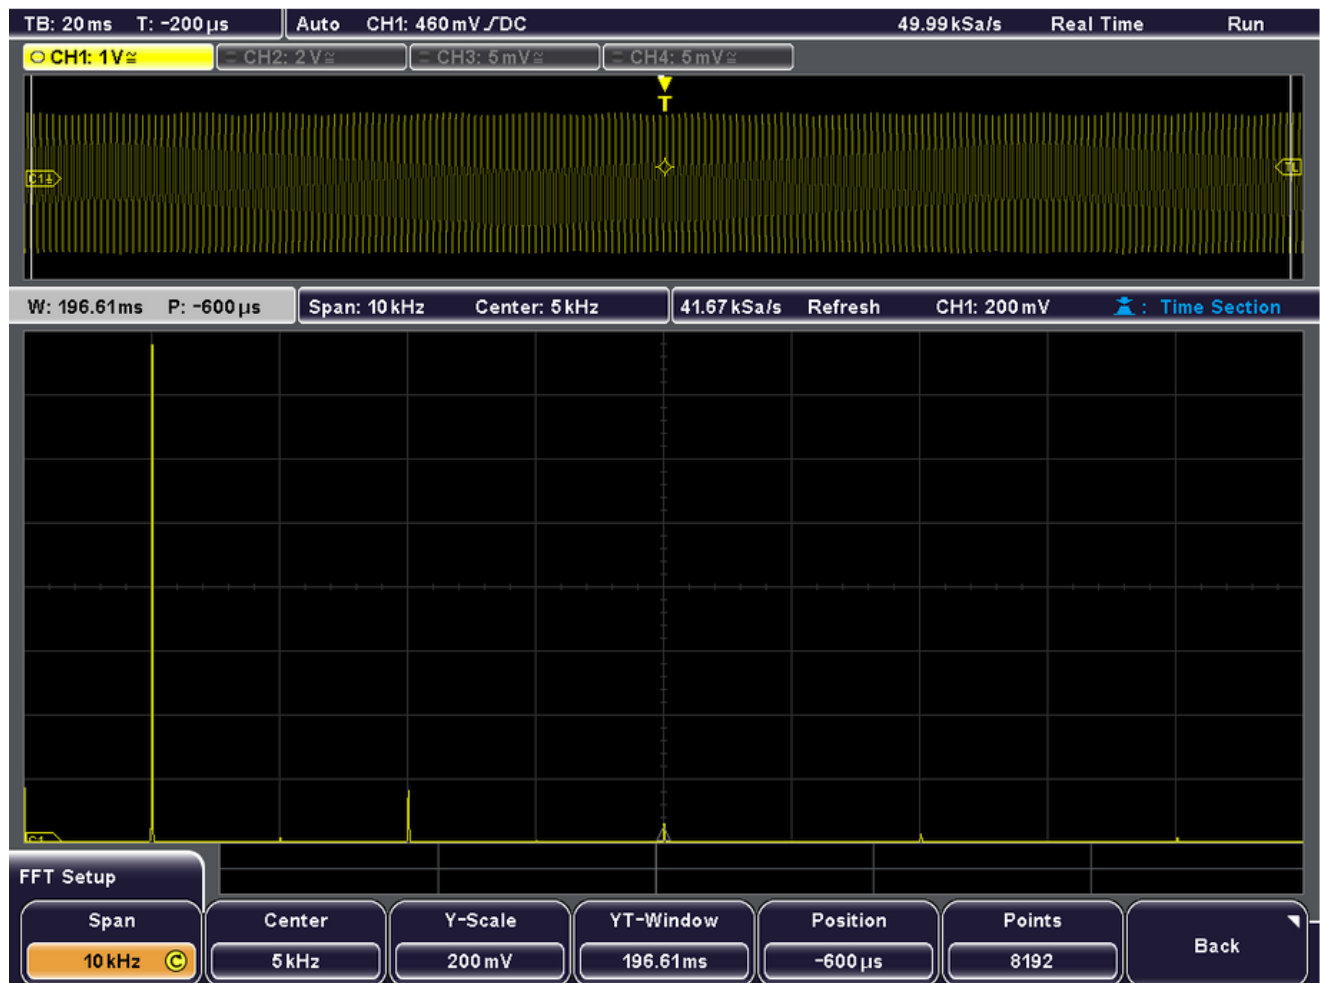 TB: 20 ms T: -200 µs Auto CH1: 460 mV DC 49.99 kSa/s Real Time Run
CH1: 1 V≅ CH2: 2 V≅ CH3: 5 mV≅ CH4: 5 mV≅
T
C1 TL
W: 196.61 ms P: -600 µs Span: 10 kHz Center: 5 kHz 41.67 kSa/s Refresh CH1: 200 mV : Time Section
C1
FFT Setup
Span Center Y-Scale YT-Window Position Points
10 kHz C 5 kHz 200 mV 196.61 ms -600 µs 8192 Back